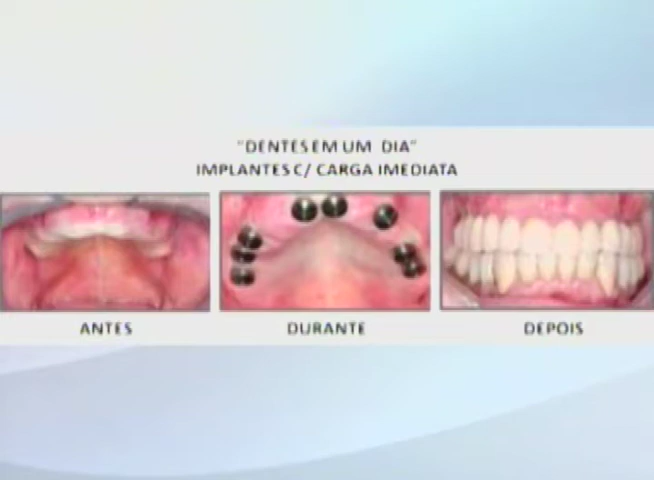 "DENTES EM UM DIA"
IMPLANTES C/ CARGA IMEDIATA
ANTES
DURANTE
DEPOIS